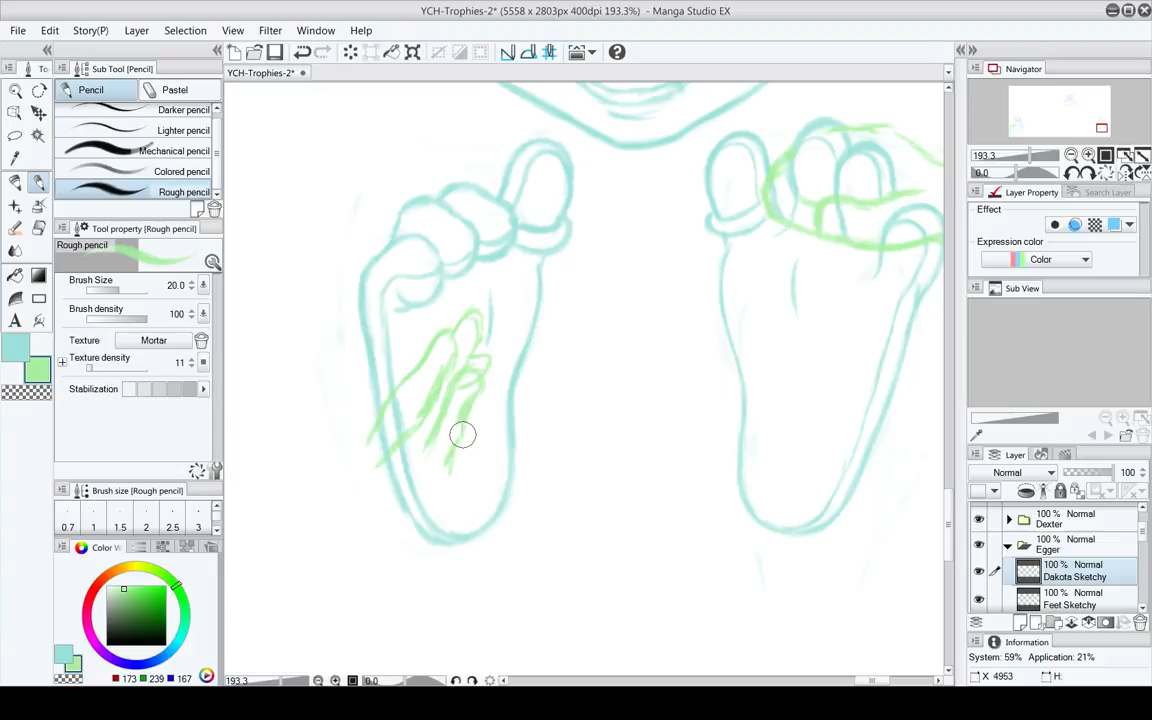 YCH-Trophies-2* (5558 x 2803px 400dpi 193.3%) - Manga Studio EX
File Edit Story(P) Layer Selection View Filter Window Help
To Sub Tool [Pencil]
YCH-Trophies-2*
Navigator
Pencil Pastel
Darker pencil
Lighter pencil
Mechanical pencil
Colored pencil
Rough pencil
193.3
0.0
Layer Property Search Layer
Effect
Tool property [Rough pencil]
Rough pencil
Expression color
Color
Brush Size 20.0
Sub View
Brush density 100
Texture Mortar
Texture density 11
Stabilization
Layer
Normal 100
Brush size [Rough pencil]
0.7 1 1.5 2 2.5 3
100 % Normal
Dexter
100 % Normal
Egger
100 % Normal
Dakota Sketchy
100 % Normal
Feet Sketchy
Color W
Information
System: 59% Application: 21%
X 4953 H:
173 239 167
193.3 0.0